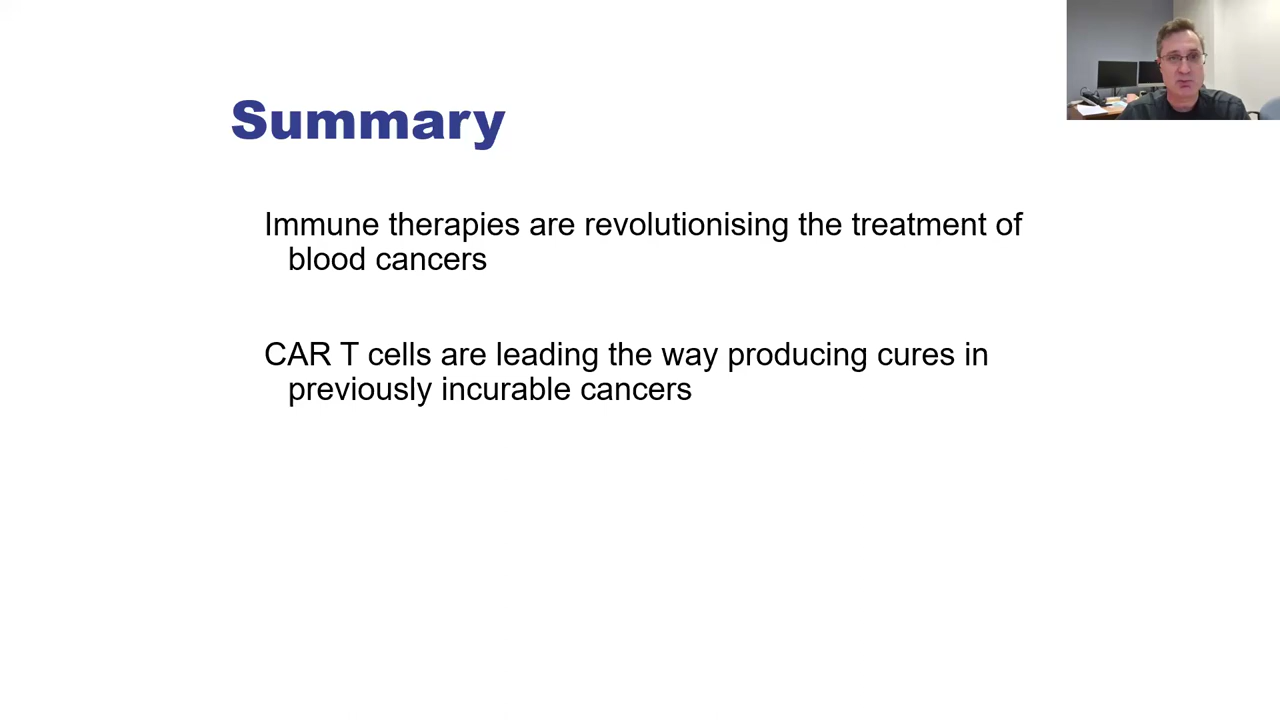 Summary
Immune therapies are revolutionising the treatment of
blood cancers
CAR T cells are leading the way producing cures in
previously incurable cancers